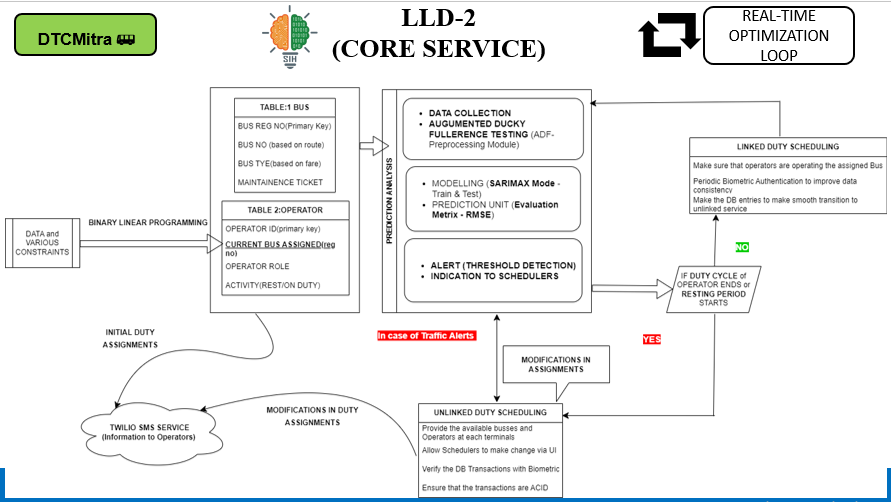 DTCMitra
SIH
LLD-2
(CORE SERVICE)
REAL-TIME
OPTIMIZATION
LOOP
DATA and
VARIOUS
CONSTRAINTS
BINARY LINEAR PROGRAMMING
TABLE:1 BUS
BUS REG NO(Primary Key)
BUS NO (based on route)
BUS TYE(based on fare)
MAINTAINENCE TICKET
TABLE 2:OPERATOR
OPERATOR ID(primary key)
CURRENT BUS ASSIGNED(reg
no)
OPERATOR ROLE
ACTIVITY(REST/ON DUTY)
PREDICTION ANALYSIS
• DATA COLLECTION
• AUGUMENTED DUCKY
FULLERENCE TESTING (ADF-
Preprocessing Module)
• MODELLING (SARIMAX Mode -
Train & Test)
• PREDICTION UNIT (Evaluation
Metrix - RMSE)
• ALERT (THRESHOLD DETECTION)
• INDICATION TO SCHEDULERS
LINKED DUTY SCHEDULING
Make sure that operators are operating the assigned Bus
Periodic Biometric Authentication to improve data
consistency
Make the DB entries to make smooth transition to
unlinked service
NO
IF DUTY CYCLE of
OPERATOR ENDS or
RESTING PERIOD
STARTS
YES
In case of Traffic Alerts
INITIAL DUTY
ASSIGNMENTS
MODIFICATIONS IN
ASSIGNMENTS
TWILIO SMS SERVICE
(Information to Operators)
MODIFICATIONS IN DUTY
ASSIGNMENTS
UNLINKED DUTY SCHEDULING
Provide the available busses and
Operators at each terminals
Allow Schedulers to make change via UI
Verify the DB Transactions with Biometric
Ensure that the transactions are ACID